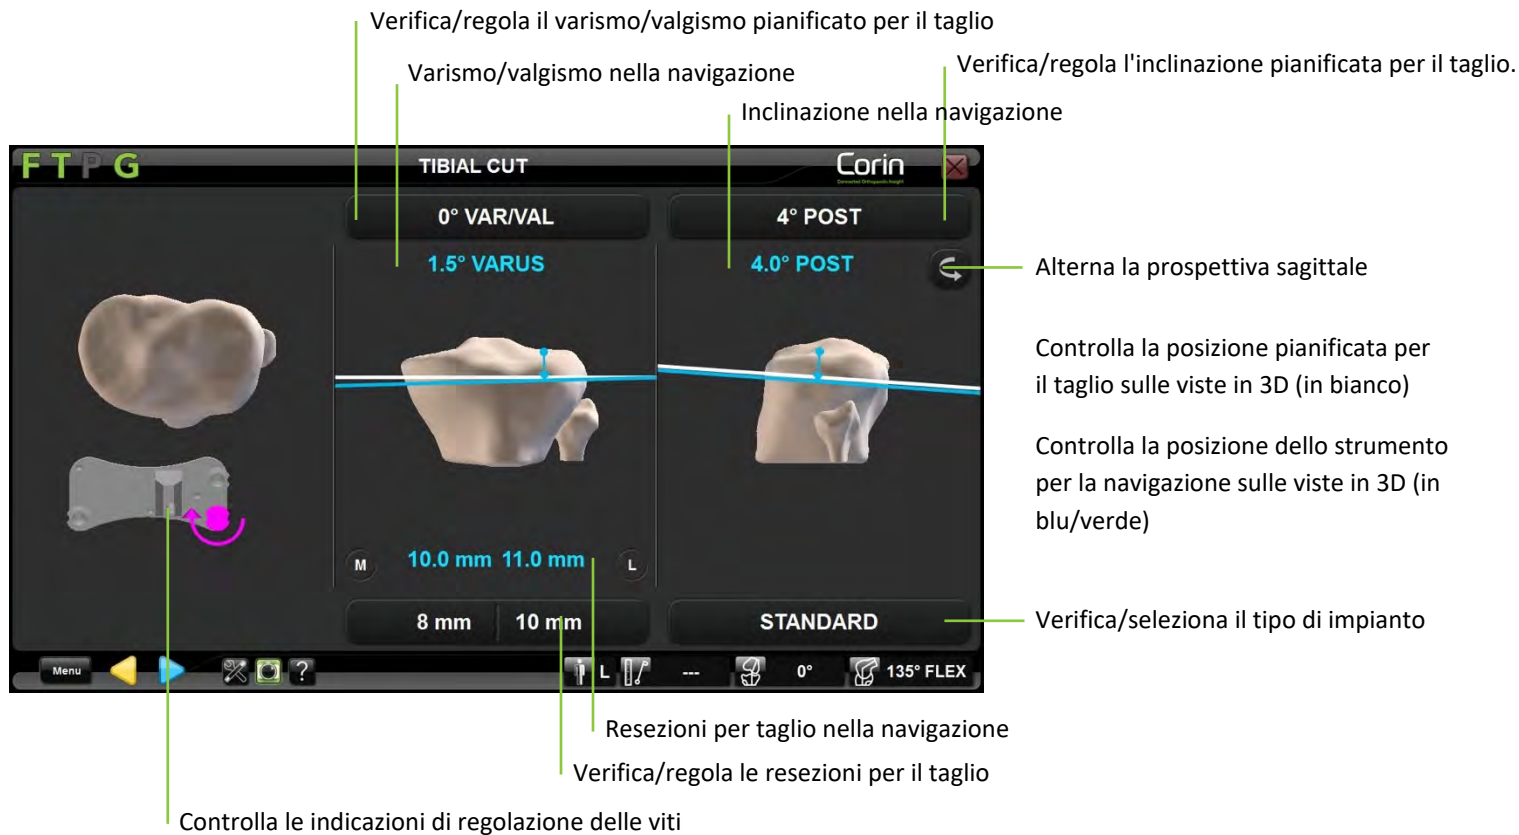 Verifica/regola il varismo/valgismo pianificato per il taglio
Varismo/valgismo nella navigazione
Verifica/regola l'inclinazione pianificata per il taglio.
Inclinazione nella navigazione
F T P G
TIBIAL CUT
Corin
Connected Orthopaedic Insight
0° VAR/VAL
4° POST
1.5° VARUS
4.0° POST
Alterna la prospettiva sagittale
Controlla la posizione pianificata per
il taglio sulle viste in 3D (in bianco)
Controlla la posizione dello strumento
per la navigazione sulle viste in 3D (in
blu/verde)
M
10.0 mm 11.0 mm
L
8 mm
10 mm
STANDARD
Verifica/seleziona il tipo di impianto
Menu
?
L
---
0°
135° FLEX
Resezioni per taglio nella navigazione
Verifica/regola le resezioni per il taglio
Controlla le indicazioni di regolazione delle viti